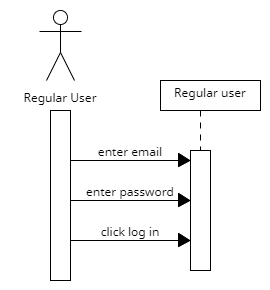 Regular User
Regular user
enter email
enter password
click log in